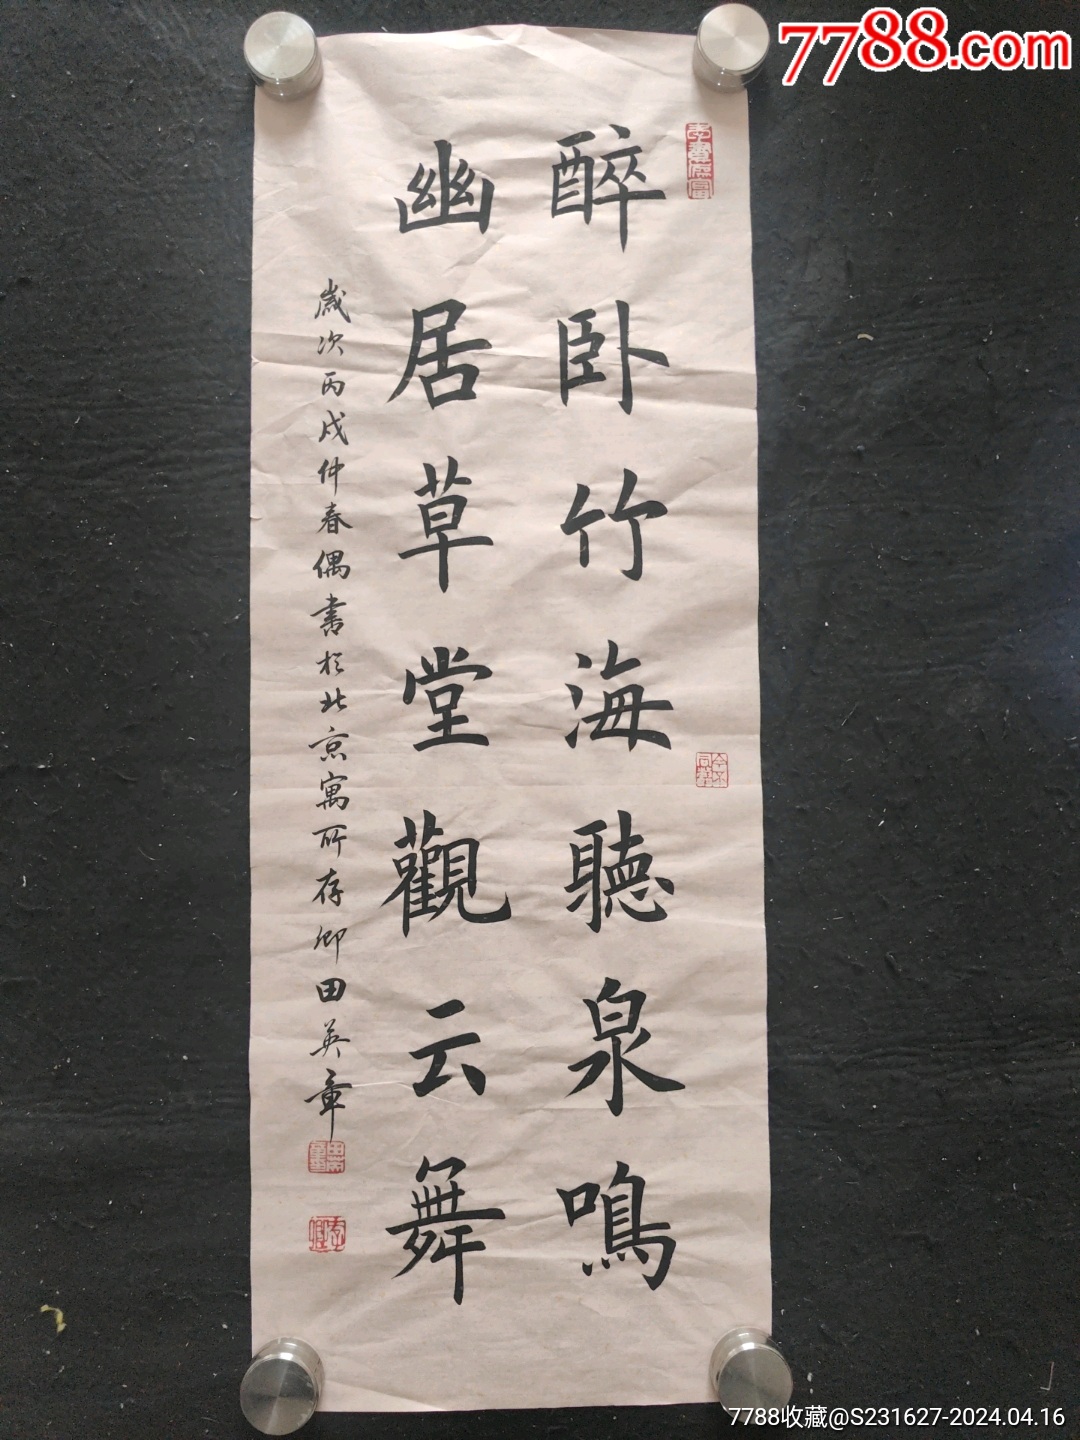 7788.com
醉卧竹海聽泉鳴
幽居草堂觀云舞
歲次丙戌仲春偶書於北京寓所存卿田英章
7788收藏@S231627-2024.04.16